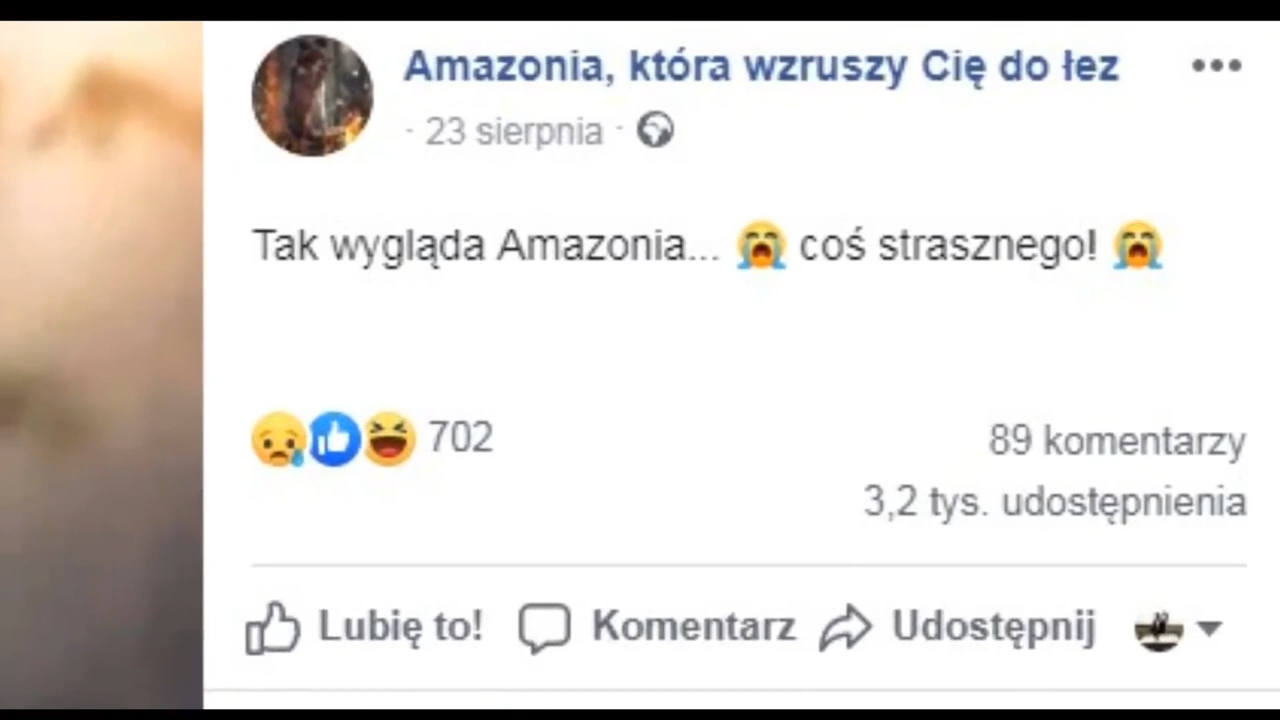 Amazonia, która wzruszy Cię do łez
· 23 sierpnia ·
Tak wygląda Amazonia... 😭 coś strasznego! 😭
702
89 komentarzy
3,2 tys. udostępnienia
Lubię to! Komentarz Udostępnij